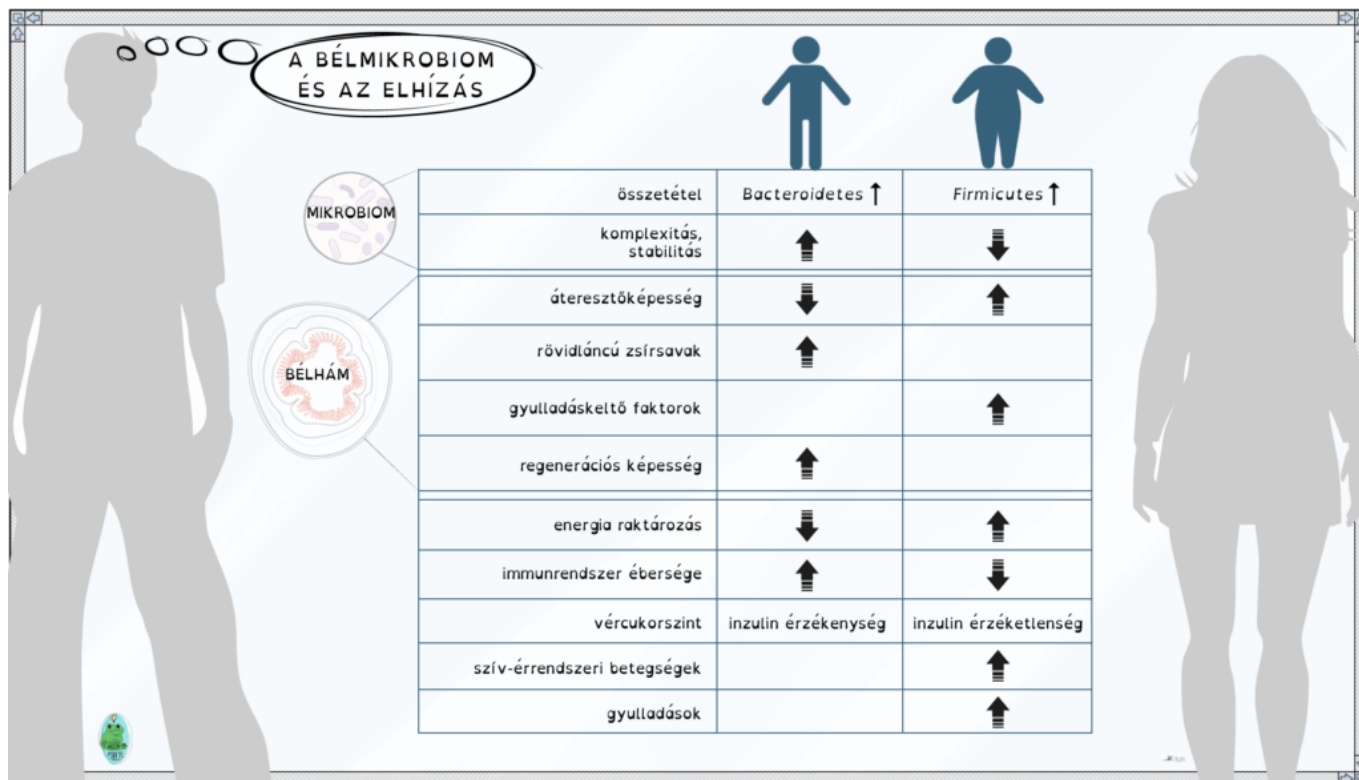 A BÉLMIKROBIOM
ÉS AZ ELHÍZÁS
MIKROBIOM
összetétel Bacteroidetes ↑ Firmicutes ↑
komplexitás,
stabilitás
BÉLHÁM
áteresztőképesség
rövidláncú zsírsavak
gyulladáskeltő faktorok
regenerációs képesség
energia raktározás
immunrendszer ébersége
vércukorszint inzulin érzékenység inzulin érzéketlenség
szív-érrendszeri betegségek
gyulladások